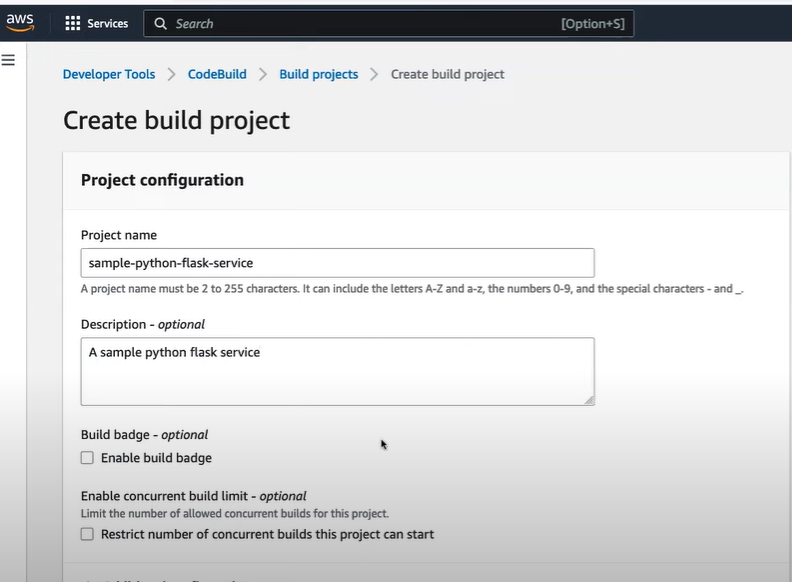 aws
Services
Search
[Option+S]
Developer Tools > CodeBuild > Build projects > Create build project
Create build project
Project configuration
Project name
sample-python-flask-service
A project name must be 2 to 255 characters. It can include the letters A-Z and a-z, the numbers 0-9, and the special characters - and _.
Description - optional
A sample python flask service
Build badge - optional
Enable build badge
Enable concurrent build limit - optional
Limit the number of allowed concurrent builds for this project.
Restrict number of concurrent builds this project can start